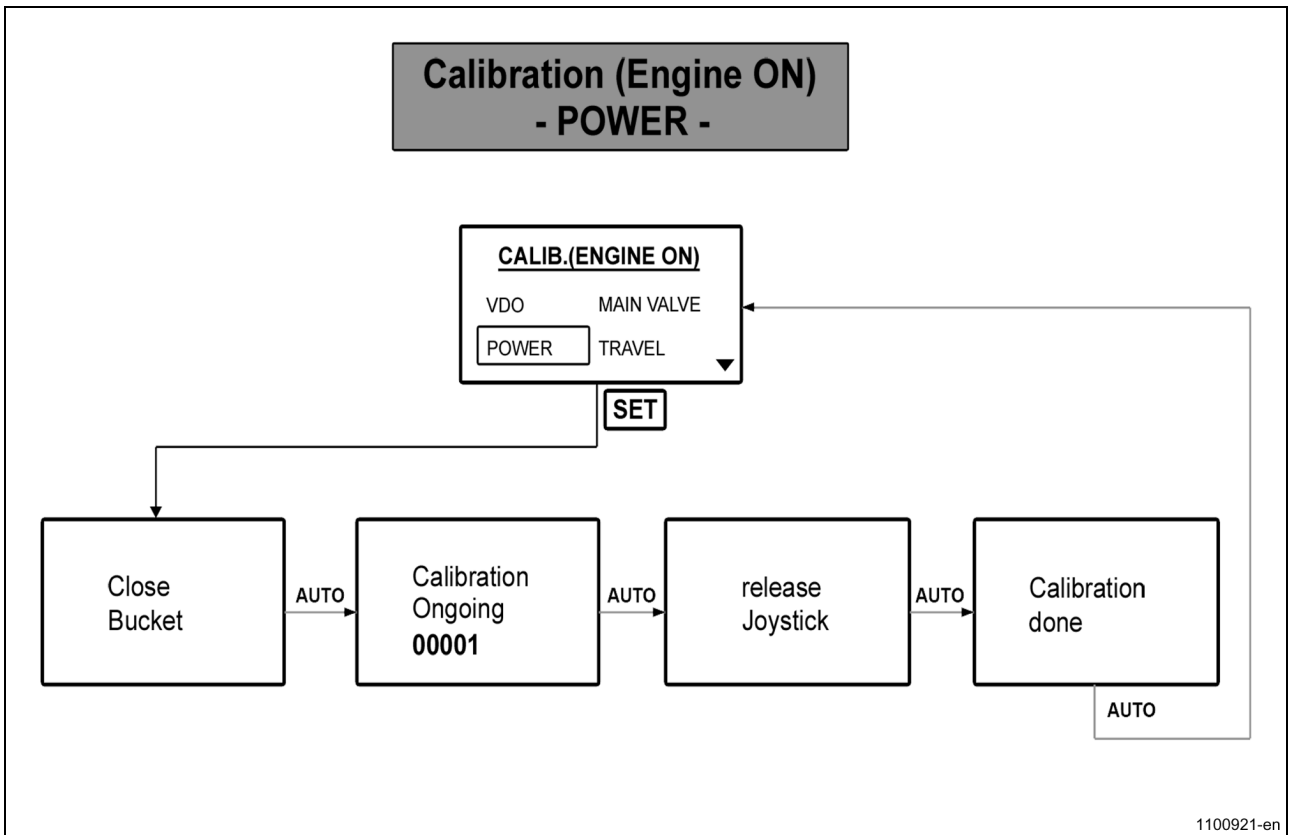 Calibration (Engine ON)
- POWER -
CALIB.(ENGINE ON)
VDO MAIN VALVE
POWER TRAVEL
SET
Close
Bucket
AUTO
Calibration
Ongoing
00001
AUTO
release
Joystick
AUTO
Calibration
done
AUTO
1100921-en